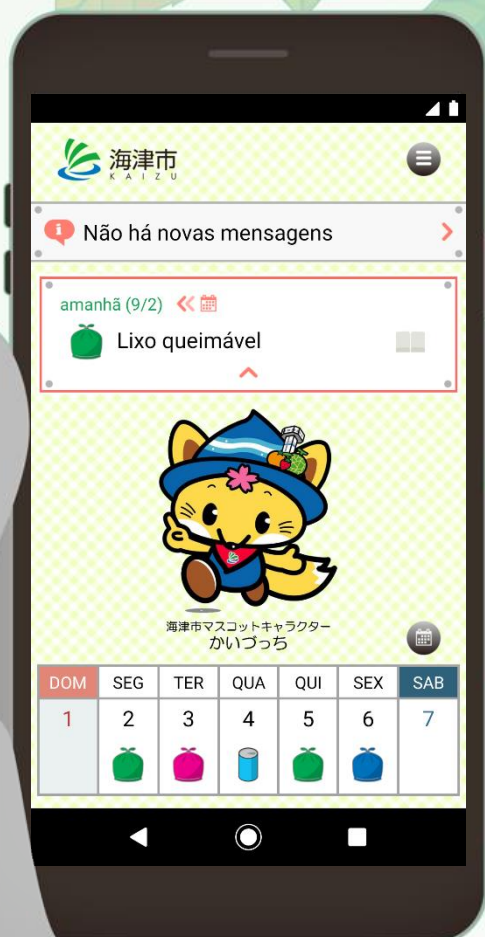 海津市
KAIZU
Não há novas mensagens
amanhã (9/2)
Lixo queimável
海津市マスコットキャラクター
かいづっち
DOM SEG TER QUA QUI SEX SAB
1 2 3 4 5 6 7